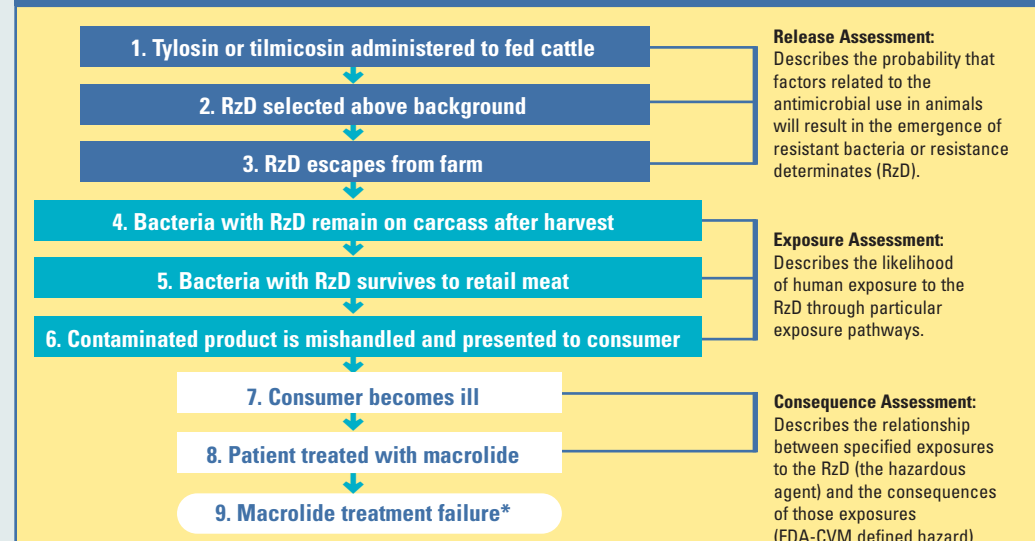 1. Tylosin or tilmicosin administered to fed cattle
2. RzD selected above background
3. RzD escapes from farm
Release Assessment:
Describes the probability that
factors related to the
antimicrobial use in animals
will result in the emergence of
resistant bacteria or resistance
determinates (RzD).
4. Bacteria with RzD remain on carcass after harvest
5. Bacteria with RzD survives to retail meat
6. Contaminated product is mishandled and presented to consumer
Exposure Assessment:
Describes the likelihood
of human exposure to the
RzD through particular
exposure pathways.
7. Consumer becomes ill
8. Patient treated with macrolide
9. Macrolide treatment failure*
Consequence Assessment:
Describes the relationship
between specified exposures
to the RzD (the hazardous
agent) and the consequences
of those exposures
(FDA-CVM defined hazard)